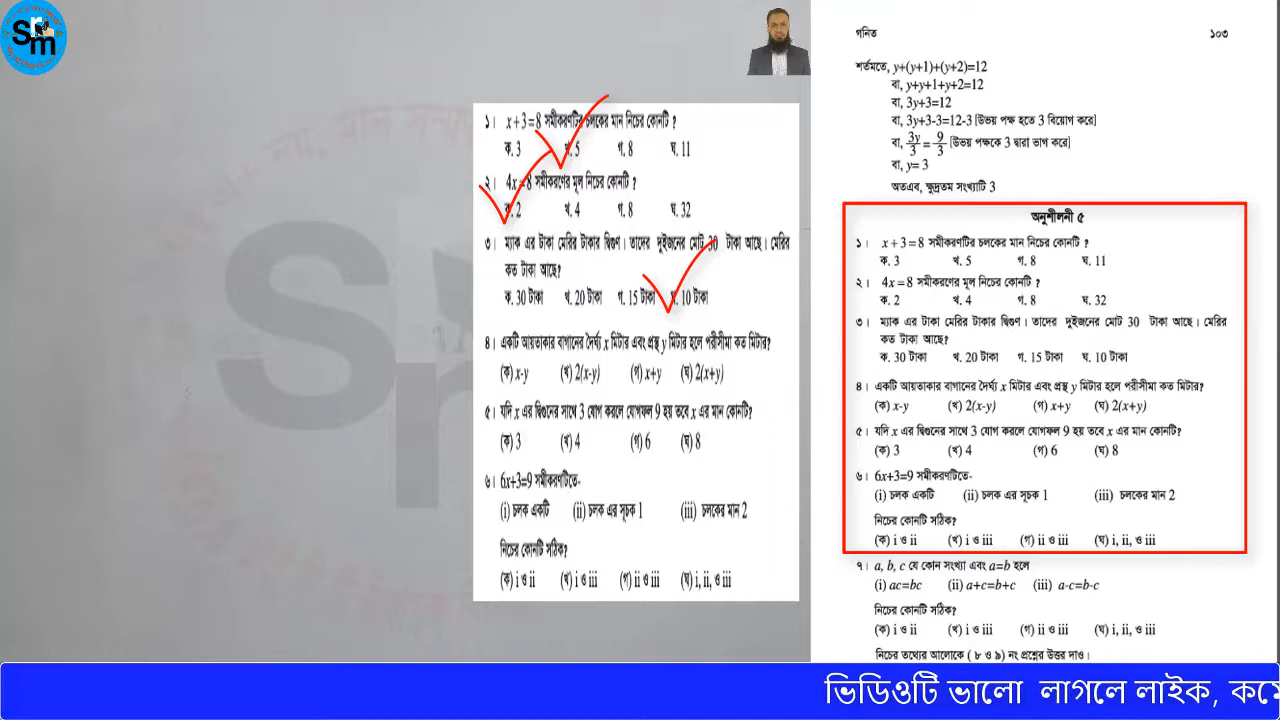 Srm
১। x+3=8 সমীকরণটির চলকের মান নিচের কোনটি ?
ক. 3 খ. 5 গ. 8 ঘ. 11
২। 4x=8 সমীকরণের মূল নিচের কোনটি ?
ক. 2 খ. 4 গ. 8 ঘ. 32
৩। ম্যাক এর টাকা মেরির টাকার দ্বিগুণ। তাদের দুইজনের মোট 30 টাকা আছে। মেরির
কত টাকা আছে?
ক. 30 টাকা খ. 20 টাকা গ. 15 টাকা ঘ. 10 টাকা
৪। একটি আয়তাকার বাগানের দৈর্ঘ্য x মিটার এবং প্রস্থ y মিটার হলে পরীসীমা কত মিটার?
(ক) x-y (খ) 2(x-y) (গ) x+y (ঘ) 2(x+y)
৫। যদি x এর দ্বিগুনের সাথে 3 যোগ করলে যোগফল 9 হয় তবে x এর মান কোনটি?
(ক) 3 (খ) 4 (গ) 6 (ঘ) 8
৬। 6x+3=9 সমীকরণটিতে-
(i) চলক একটি (ii) চলক এর সূচক 1 (iii) চলকের মান 2
নিচের কোনটি সঠিক?
(ক) i ও ii (খ) i ও iii (গ) ii ও iii (ঘ) i, ii, ও iii
গনিত ১০৩
শর্তমতে, y+(y+1)+(y+2)=12
বা, y+y+1+y+2=12
বা, 3y+3=12
বা, 3y+3-3=12-3 [উভয় পক্ষ হতে 3 বিয়োগ করে]
বা, 3y/3 = 9/3 [উভয় পক্ষকে 3 দ্বারা ভাগ করে]
বা, y= 3
অতএব, ক্ষুদ্রতম সংখ্যাটি 3
অনুশীলনী ৫
১। x+3=8 সমীকরণটির চলকের মান নিচের কোনটি ?
ক. 3 খ. 5 গ. 8 ঘ. 11
২। 4x=8 সমীকরণের মূল নিচের কোনটি ?
ক. 2 খ. 4 গ. 8 ঘ. 32
৩। ম্যাক এর টাকা মেরির টাকার দ্বিগুণ। তাদের দুইজনের মোট 30 টাকা আছে। মেরির
কত টাকা আছে?
ক. 30 টাকা খ. 20 টাকা গ. 15 টাকা ঘ. 10 টাকা
৪। একটি আয়তাকার বাগানের দৈর্ঘ্য x মিটার এবং প্রস্থ y মিটার হলে পরীসীমা কত মিটার?
(ক) x-y (খ) 2(x-y) (গ) x+y (ঘ) 2(x+y)
৫। যদি x এর দ্বিগুনের সাথে 3 যোগ করলে যোগফল 9 হয় তবে x এর মান কোনটি?
(ক) 3 (খ) 4 (গ) 6 (ঘ) 8
৬। 6x+3=9 সমীকরণটিতে-
(i) চলক একটি (ii) চলক এর সূচক 1 (iii) চলকের মান 2
নিচের কোনটি সঠিক?
(ক) i ও ii (খ) i ও iii (গ) ii ও iii (ঘ) i, ii, ও iii
৭। a, b, c যে কোন সংখ্যা এবং a=b হলে
(i) ac=bc (ii) a+c=b+c (iii) a-c=b-c
নিচের কোনটি সঠিক?
(ক) i ও ii (খ) i ও iii (গ) ii ও iii (ঘ) i, ii, ও iii
নিচের তথ্যের আলোকে ( ৮ ও ৯) নং প্রশ্নের উত্তর দাও।
ভিডিওটি ভালো লাগলে লাইক,